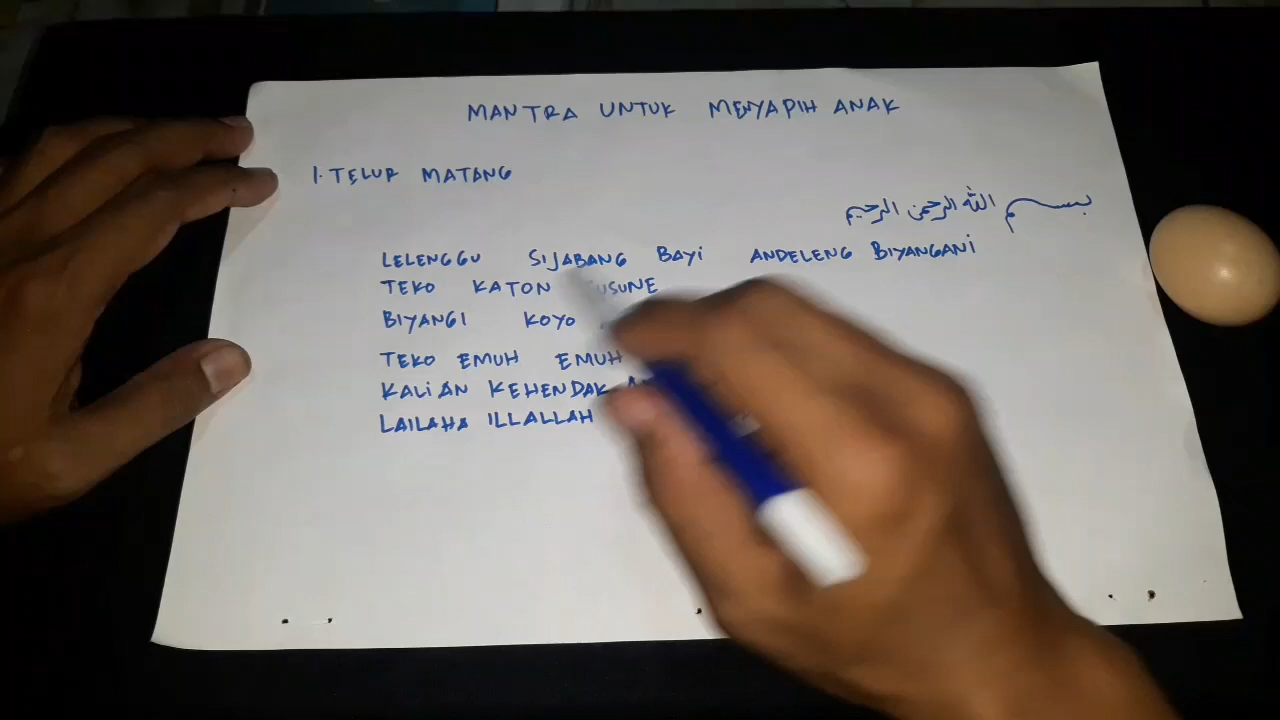 MANTRA UNTUK MENYAPIH ANAK
1. TELUR MATANG
بسم الله الرحمن الرحيم
LELENGGU SIJABANG BAYI ANDELENG BIYANGANI
TEKO KATON SUSUNE
BIYANGI KOYO
TEKO EMUH EMUH
KALIAN KEHENDAK
LAILAHA ILLALLAH